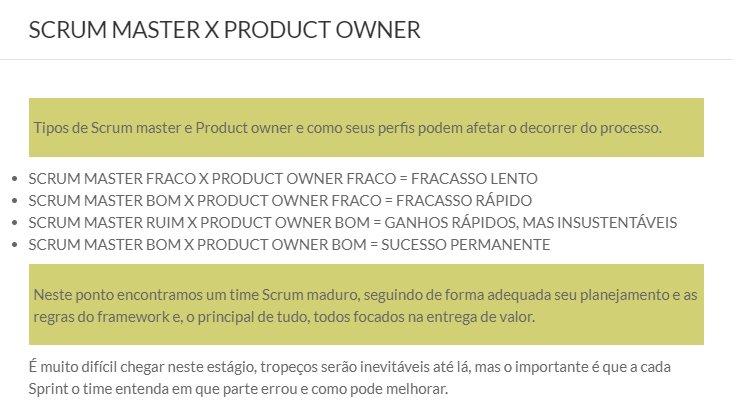 SCRUM MASTER X PRODUCT OWNER
Tipos de Scrum master e Product owner e como seus perfis podem afetar o decorrer do processo.
• SCRUM MASTER FRACO X PRODUCT OWNER FRACO = FRACASSO LENTO
• SCRUM MASTER BOM X PRODUCT OWNER FRACO = FRACASSO RÁPIDO
• SCRUM MASTER RUIM X PRODUCT OWNER BOM = GANHOS RÁPIDOS, MAS INSUSTENTÁVEIS
• SCRUM MASTER BOM X PRODUCT OWNER BOM = SUCESSO PERMANENTE
Neste ponto encontramos um time Scrum maduro, seguindo de forma adequada seu planejamento e as
regras do framework e, o principal de tudo, todos focados na entrega de valor.
É muito difícil chegar neste estágio, tropeços serão inevitáveis até lá, mas o importante é que a cada
Sprint o time entenda em que parte errou e como pode melhorar.